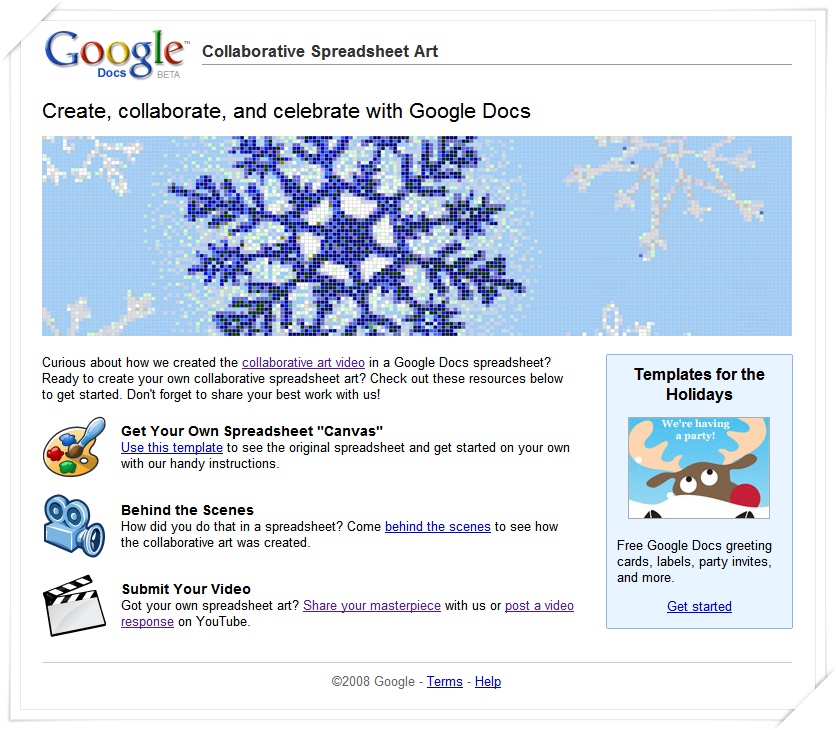 Google™
Docs BETA
Collaborative Spreadsheet Art
Create, collaborate, and celebrate with Google Docs
Curious about how we created the collaborative art video in a Google Docs spreadsheet?
Ready to create your own collaborative spreadsheet art? Check out these resources below
to get started. Don't forget to share your best work with us!
Get Your Own Spreadsheet "Canvas"
Use this template to see the original spreadsheet and get started on your own
with our handy instructions.
Behind the Scenes
How did you do that in a spreadsheet? Come behind the scenes to see how
the collaborative art was created.
Submit Your Video
Got your own spreadsheet art? Share your masterpiece with us or post a video
response on YouTube.
Templates for the
Holidays
We're having
a party!
Free Google Docs greeting
cards, labels, party invites,
and more.
Get started
©2008 Google - Terms - Help